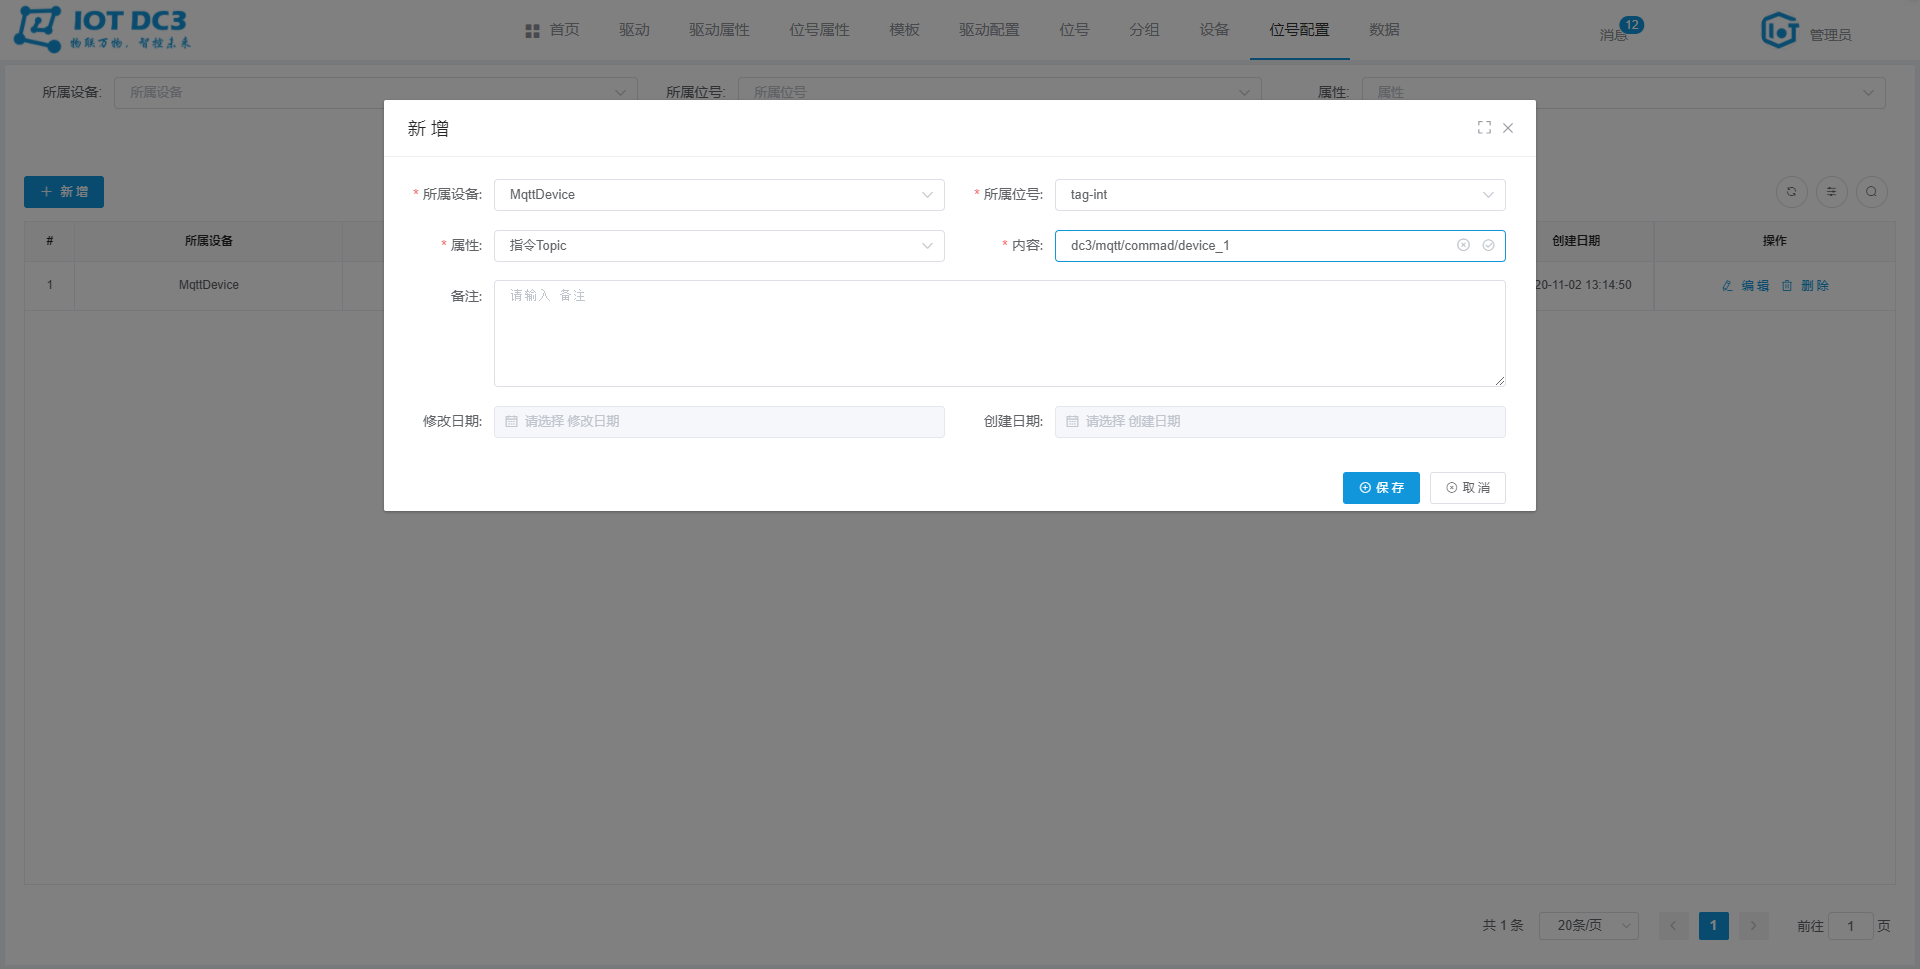 IOT DC3
物联万物，智控未来
首页 驱动 驱动属性 位号属性 模板 驱动配置 位号 分组 设备 位号配置 数据
消息 12 管理员
所属设备: 所属设备 所属位号: 所属位号 属性: 属性
新 增
* 所属设备: MqttDevice * 所属位号: tag-int
+ 新 增
# 所属设备 创建日期 操作
* 属性: 指令Topic * 内容: dc3/mqtt/commad/device_1
1 MqttDevice 20-11-02 13:14:50 编 辑 删 除
备注: 请输入 备注
修改日期: 请选择 修改日期 创建日期: 请选择 创建日期
保 存 取 消
共 1 条 20条/页 1 前往 1 页